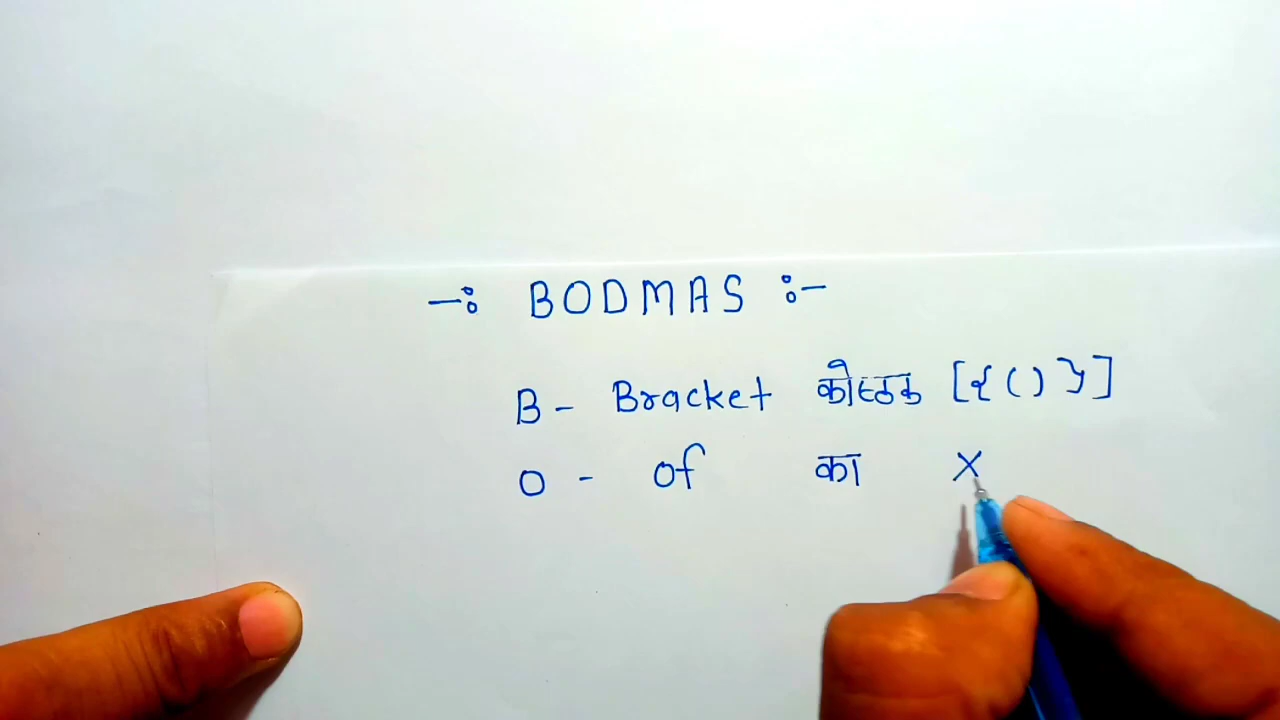 -: BODMAS :-
B - Bracket कोष्ठक [{()}]
O - of का ×